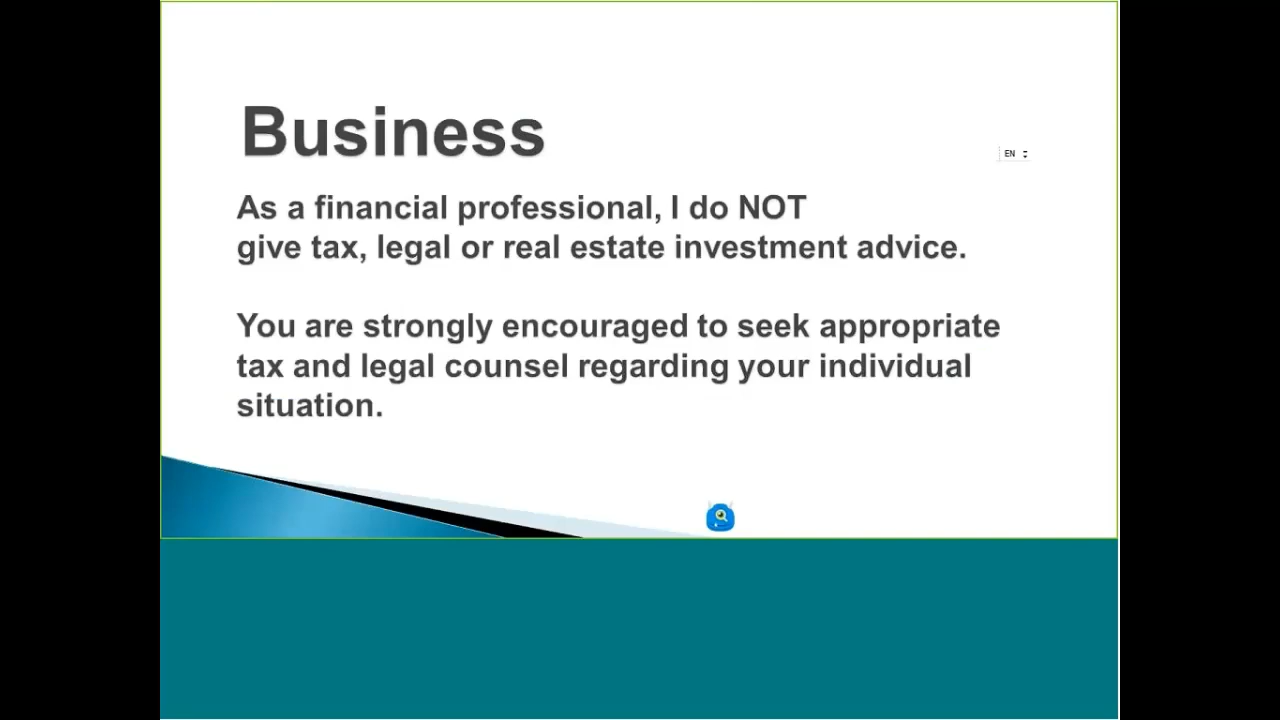 Business
EN
As a financial professional, I do NOT
give tax, legal or real estate investment advice.
You are strongly encouraged to seek appropriate
tax and legal counsel regarding your individual
situation.